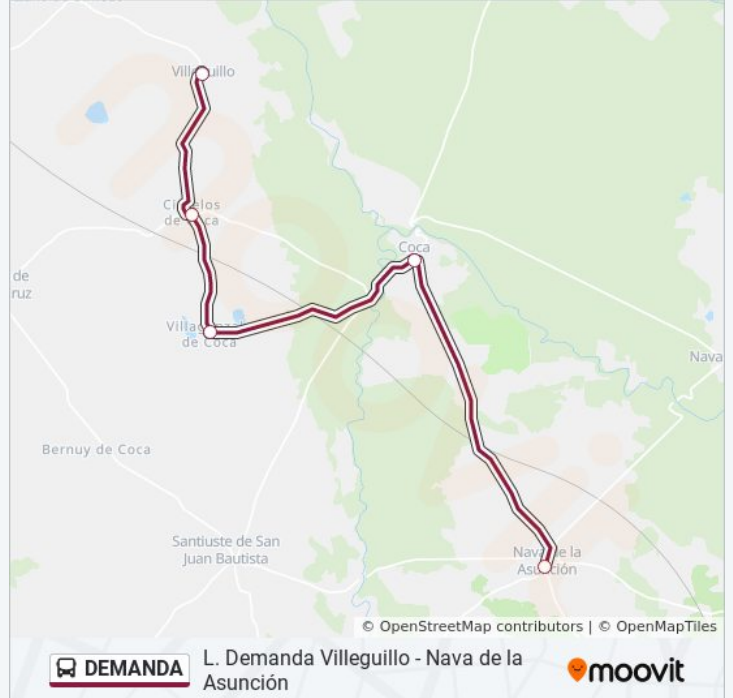 Villeguillo
Ciruelos
de Coca
Coca
de
ruz
Villagonzalo
de Coca
Nava
Bernuy de Coca
Santiuste de San
Juan Bautista
Nava de la
Asunción
© OpenStreetMap contributors | © OpenMapTiles
DEMANDA
L. Demanda Villeguillo - Nava de la
Asunción
moovit